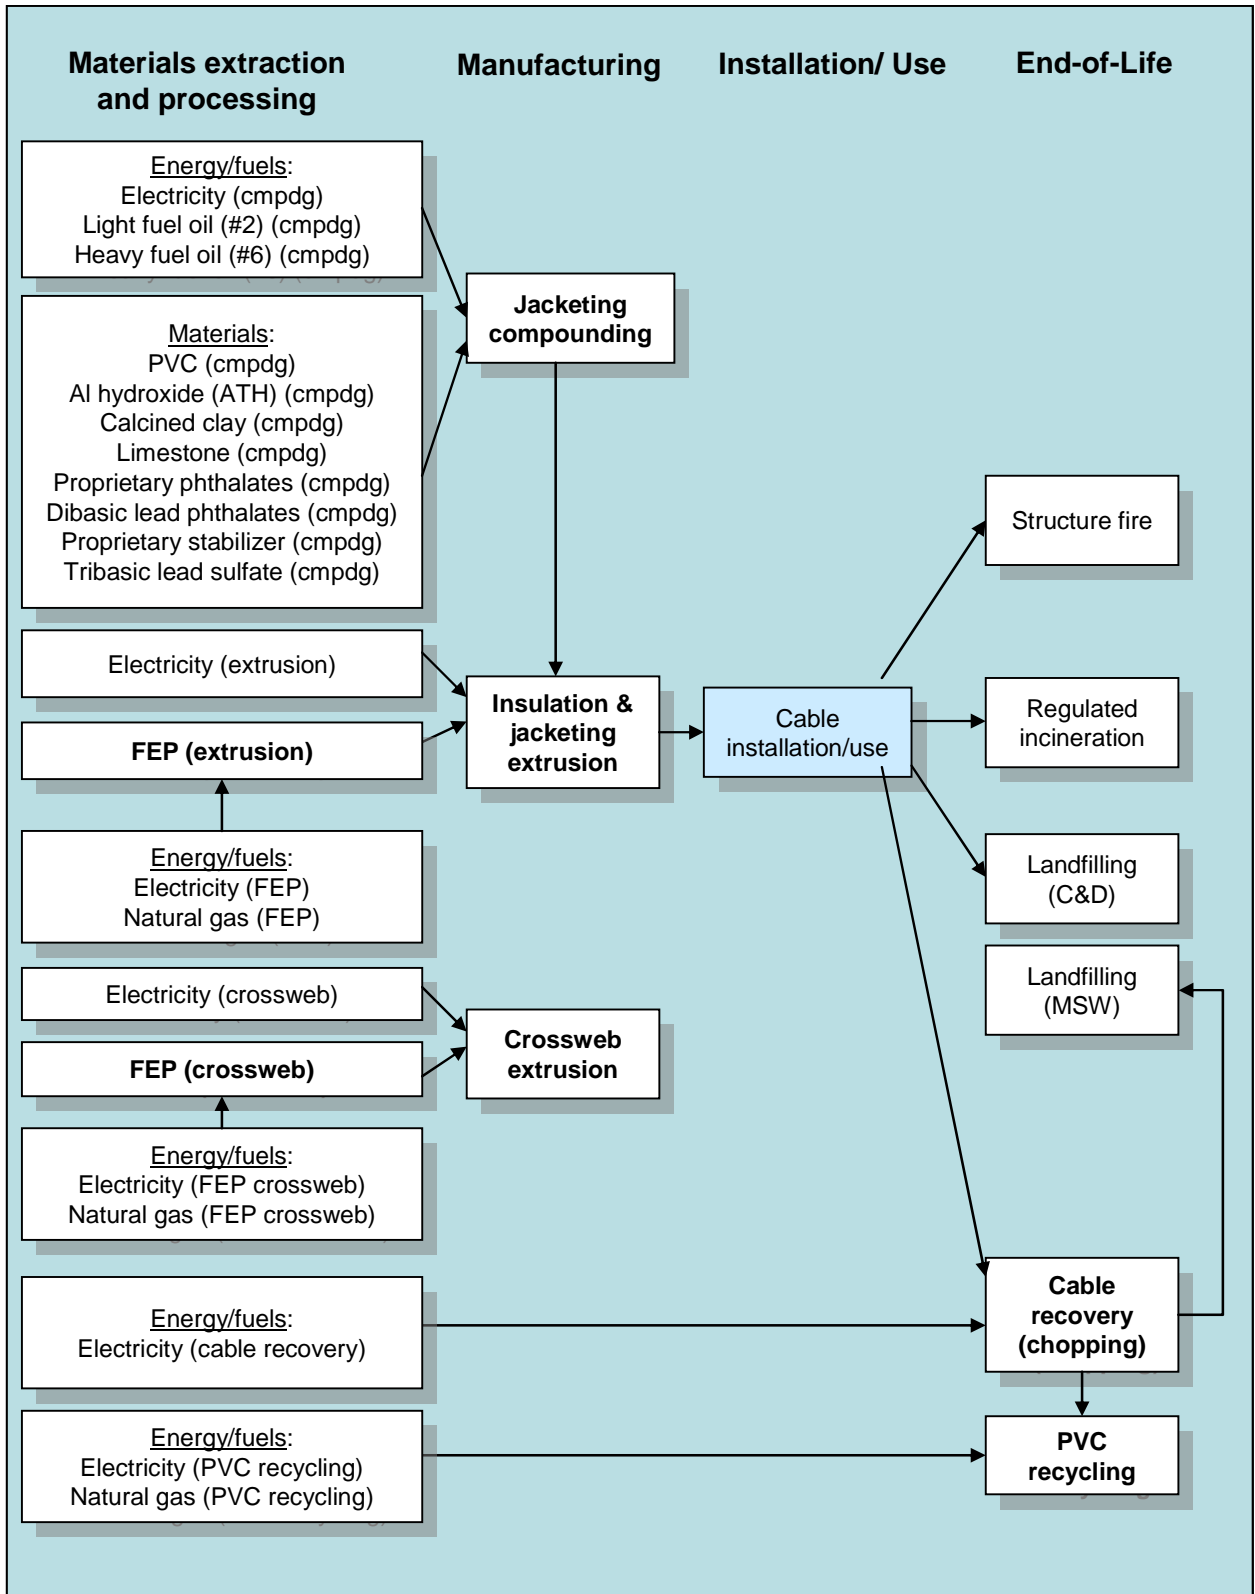 Materials extraction
and processing
Manufacturing
Installation/ Use
End-of-Life
Energy/fuels:
Electricity (cmpdg)
Light fuel oil (#2) (cmpdg)
Heavy fuel oil (#6) (cmpdg)
Materials:
PVC (cmpdg)
Al hydroxide (ATH) (cmpdg)
Calcined clay (cmpdg)
Limestone (cmpdg)
Proprietary phthalates (cmpdg)
Dibasic lead phthalates (cmpdg)
Proprietary stabilizer (cmpdg)
Tribasic lead sulfate (cmpdg)
Electricity (extrusion)
FEP (extrusion)
Energy/fuels:
Electricity (FEP)
Natural gas (FEP)
Electricity (crossweb)
FEP (crossweb)
Energy/fuels:
Electricity (FEP crossweb)
Natural gas (FEP crossweb)
Energy/fuels:
Electricity (cable recovery)
Energy/fuels:
Electricity (PVC recycling)
Natural gas (PVC recycling)
Jacketing
compounding
Insulation &
jacketing
extrusion
Crossweb
extrusion
Cable
installation/use
Structure fire
Regulated
incineration
Landfilling
(C&D)
Landfilling
(MSW)
Cable
recovery
(chopping)
PVC
recycling